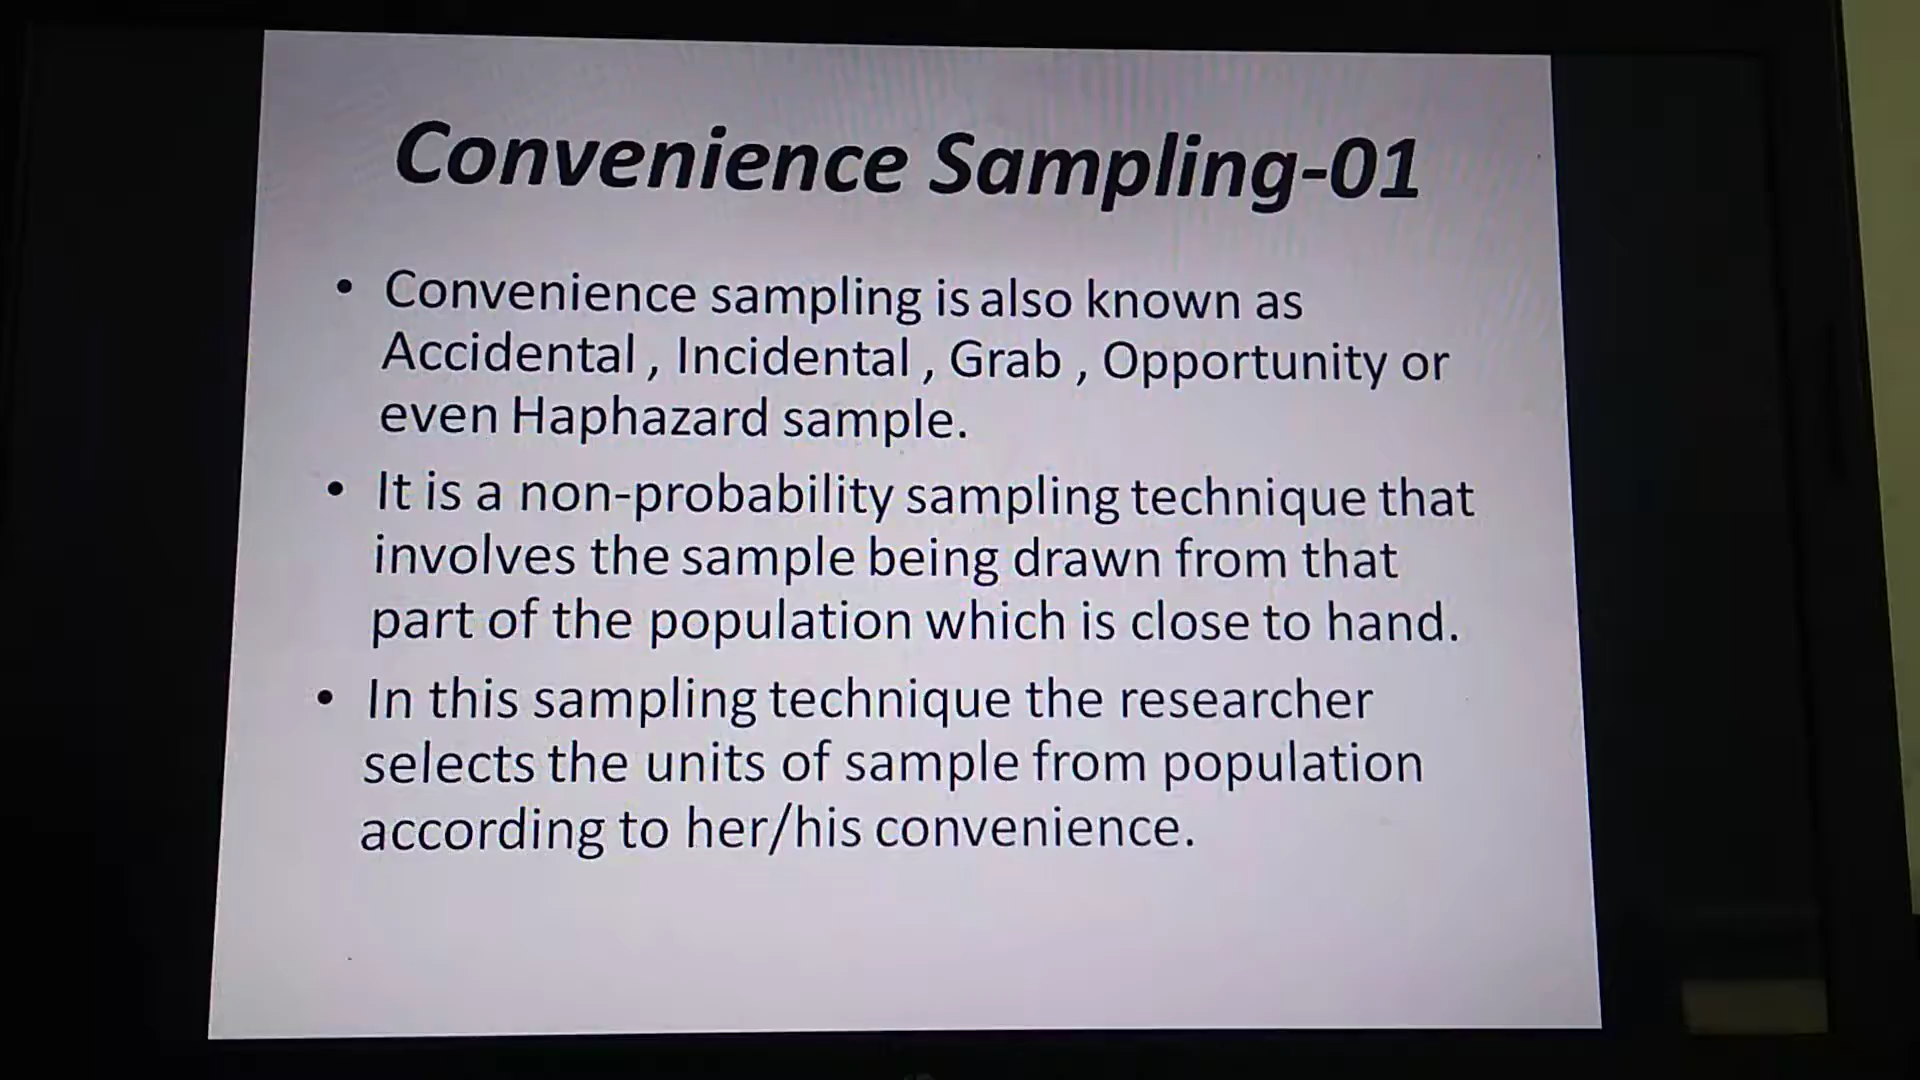 Convenience Sampling-01
• Convenience sampling is also known as
Accidental , Incidental , Grab , Opportunity or
even Haphazard sample.
• It is a non-probability sampling technique that
involves the sample being drawn from that
part of the population which is close to hand.
• In this sampling technique the researcher
selects the units of sample from population
according to her/his convenience.